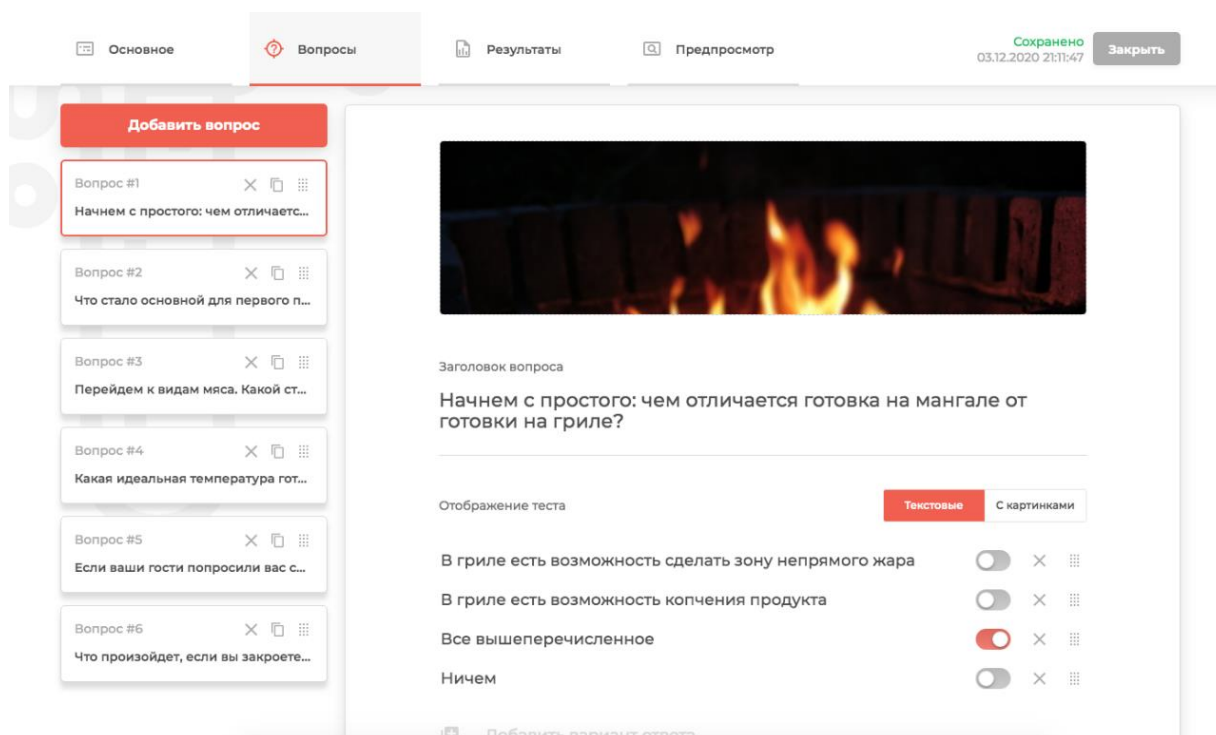 Основное
Вопросы
Результаты
Предпросмотр
Сохранено
03.12.2020 21:11:47
Закрыть
Добавить вопрос
Вопрос #1
Начнем с простого: чем отличаетс...
Вопрос #2
Что стало основной для первого п...
Вопрос #3
Перейдем к видам мяса. Какой ст...
Вопрос #4
Какая идеальная температура гот...
Вопрос #5
Если ваши гости попросили вас с...
Вопрос #6
Что произойдет, если вы закроете...
Заголовок вопроса
Начнем с простого: чем отличается готовка на мангале от
готовки на гриле?
Отображение теста
Текстовые
С картинками
В гриле есть возможность сделать зону непрямого жара
В гриле есть возможность копчения продукта
Все вышеперечисленное
Ничем
Добавить вариант ответа